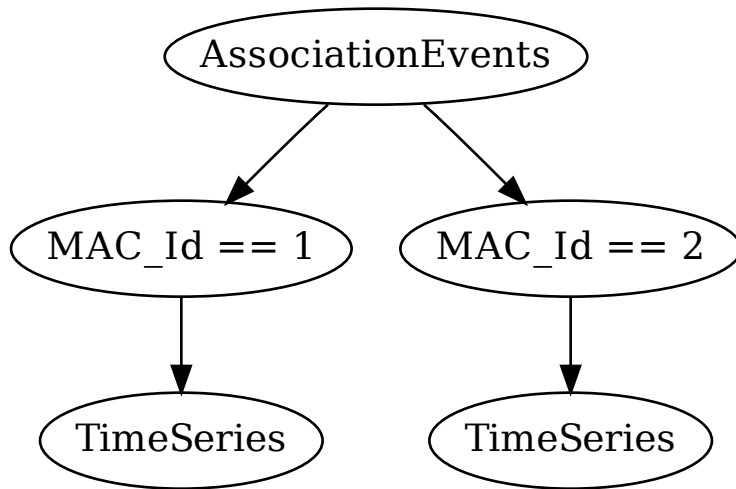 AssociationEvents
MAC_Id == 1
MAC_Id == 2
TimeSeries
TimeSeries